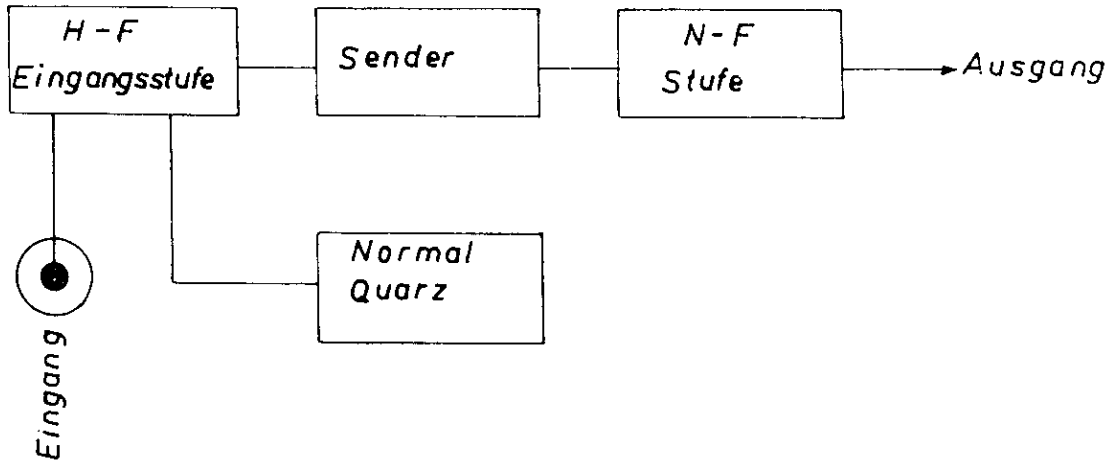 H-F
Eingangsstufe
Sender
N-F
Stufe
Ausgang
Normal
Quarz
Eingang